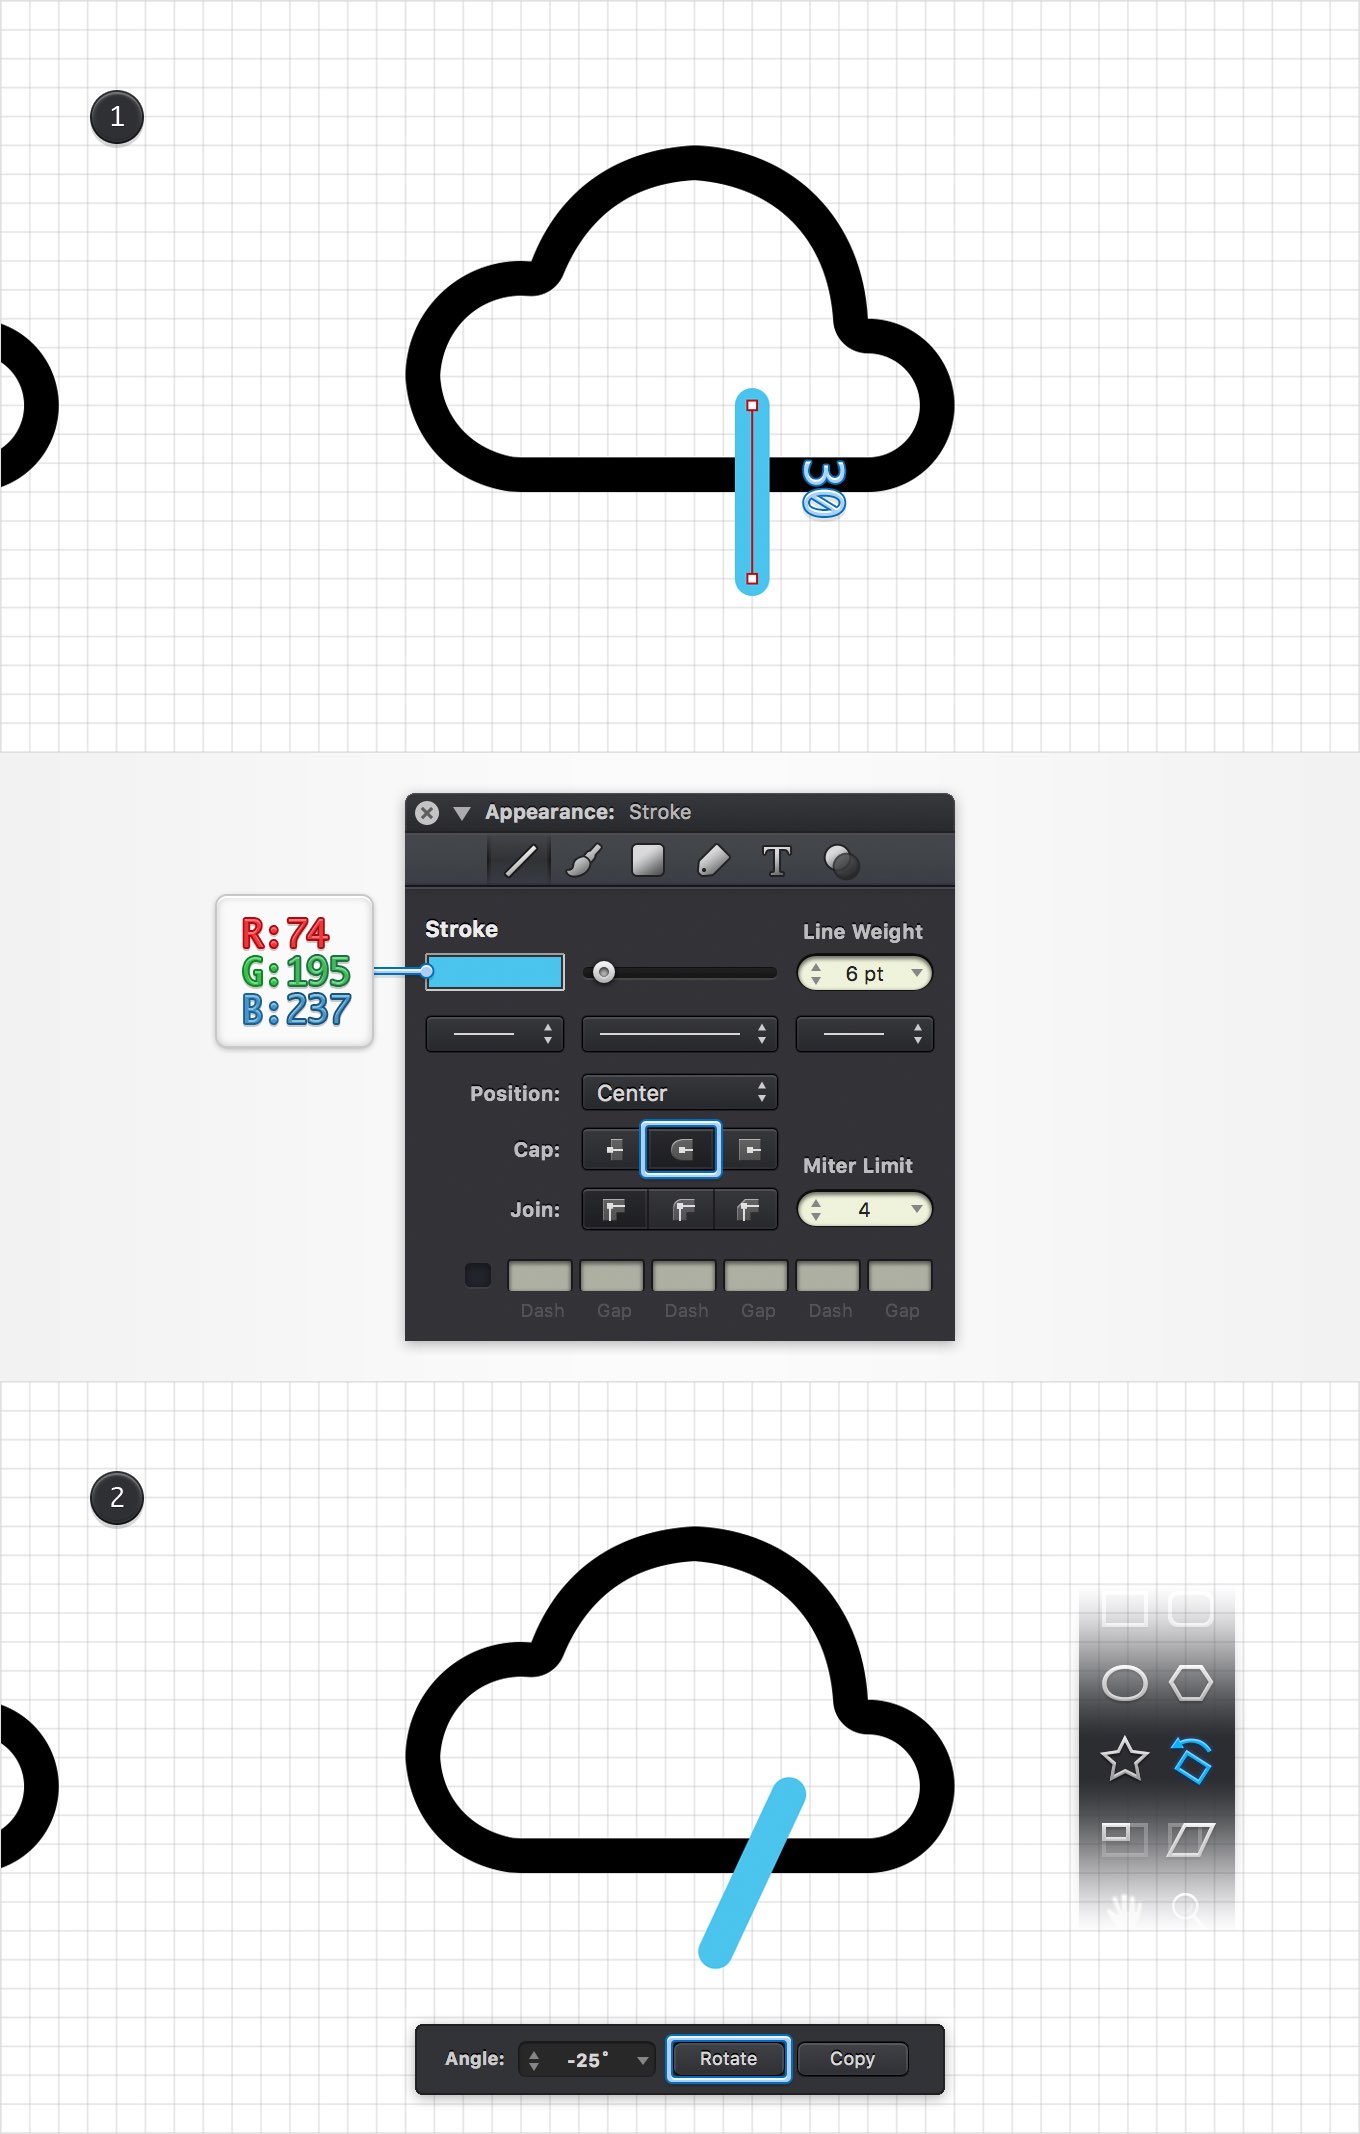 1
30
Appearance: Stroke
Stroke
Line Weight
R:74
G:195
B:237
6 pt
Position: Center
Cap:
Miter Limit
Join:
4
Dash Gap Dash Gap Dash Gap
2
Angle: -25° Rotate Copy